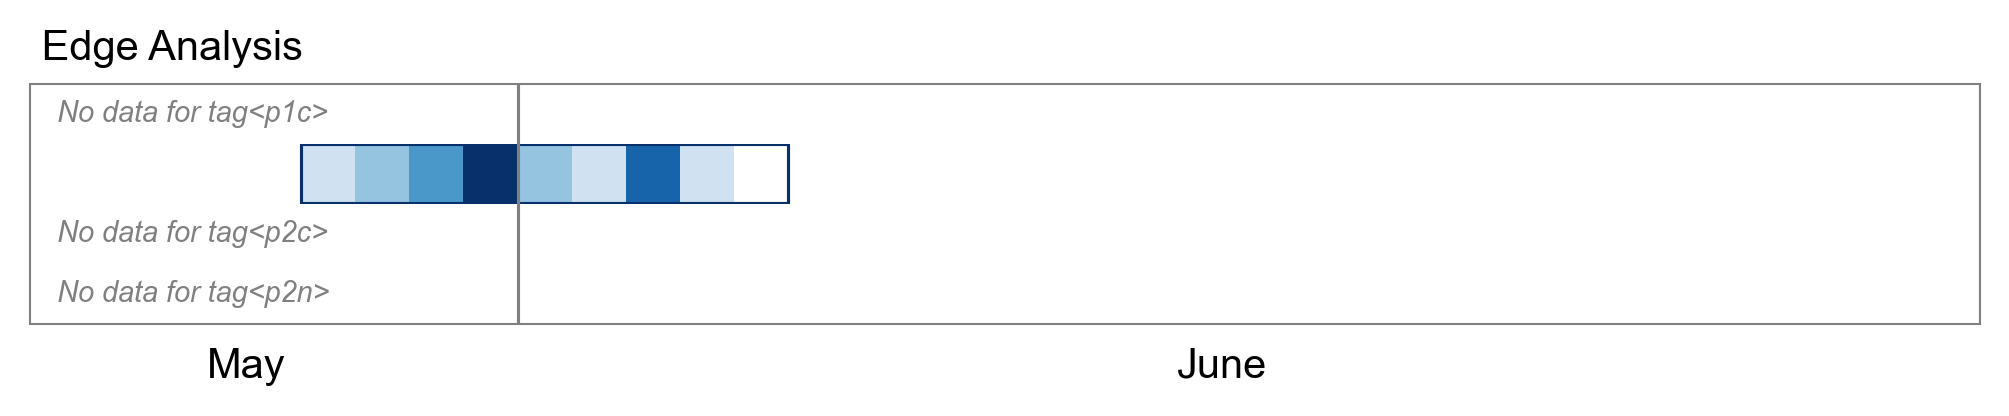 Edge Analysis
No data for tag<p1c>
No data for tag<p2c>
No data for tag<p2n>
May
June